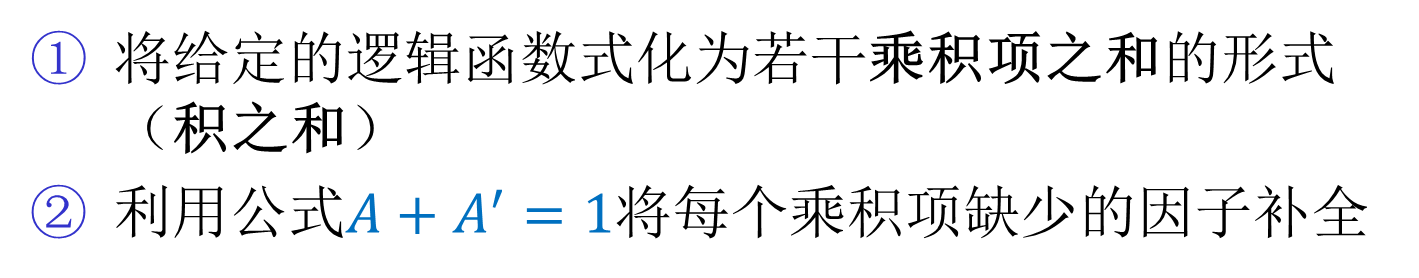 ① 将给定的逻辑函数式化为若干乘积项之和的形式
（积之和）
② 利用公式A + A′ = 1将每个乘积项缺少的因子补全